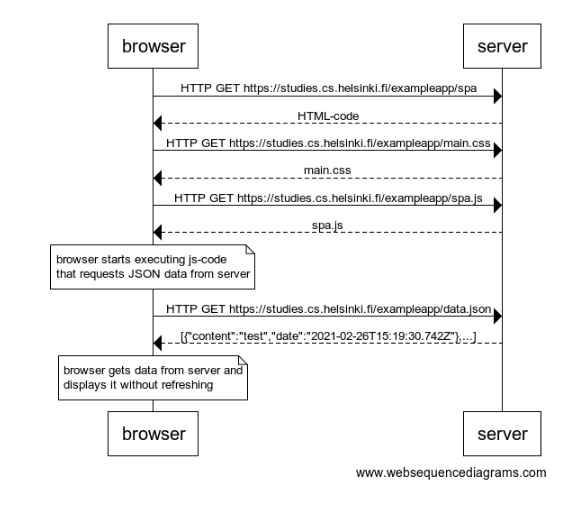 browser
server
HTTP GET https://studies.cs.helsinki.fi/exampleapp/spa
HTML-code
HTTP GET https://studies.cs.helsinki.fi/exampleapp/main.css
main.css
HTTP GET https://studies.cs.helsinki.fi/exampleapp/spa.js
spa.js
browser starts executing js-code
that requests JSON data from server
HTTP GET https://studies.cs.helsinki.fi/exampleapp/data.json
[{"content":"test","date":"2021-02-26T15:19:30.742Z"},...]
browser gets data from server and
displays it without refreshing
browser
server
www.websequencediagrams.com